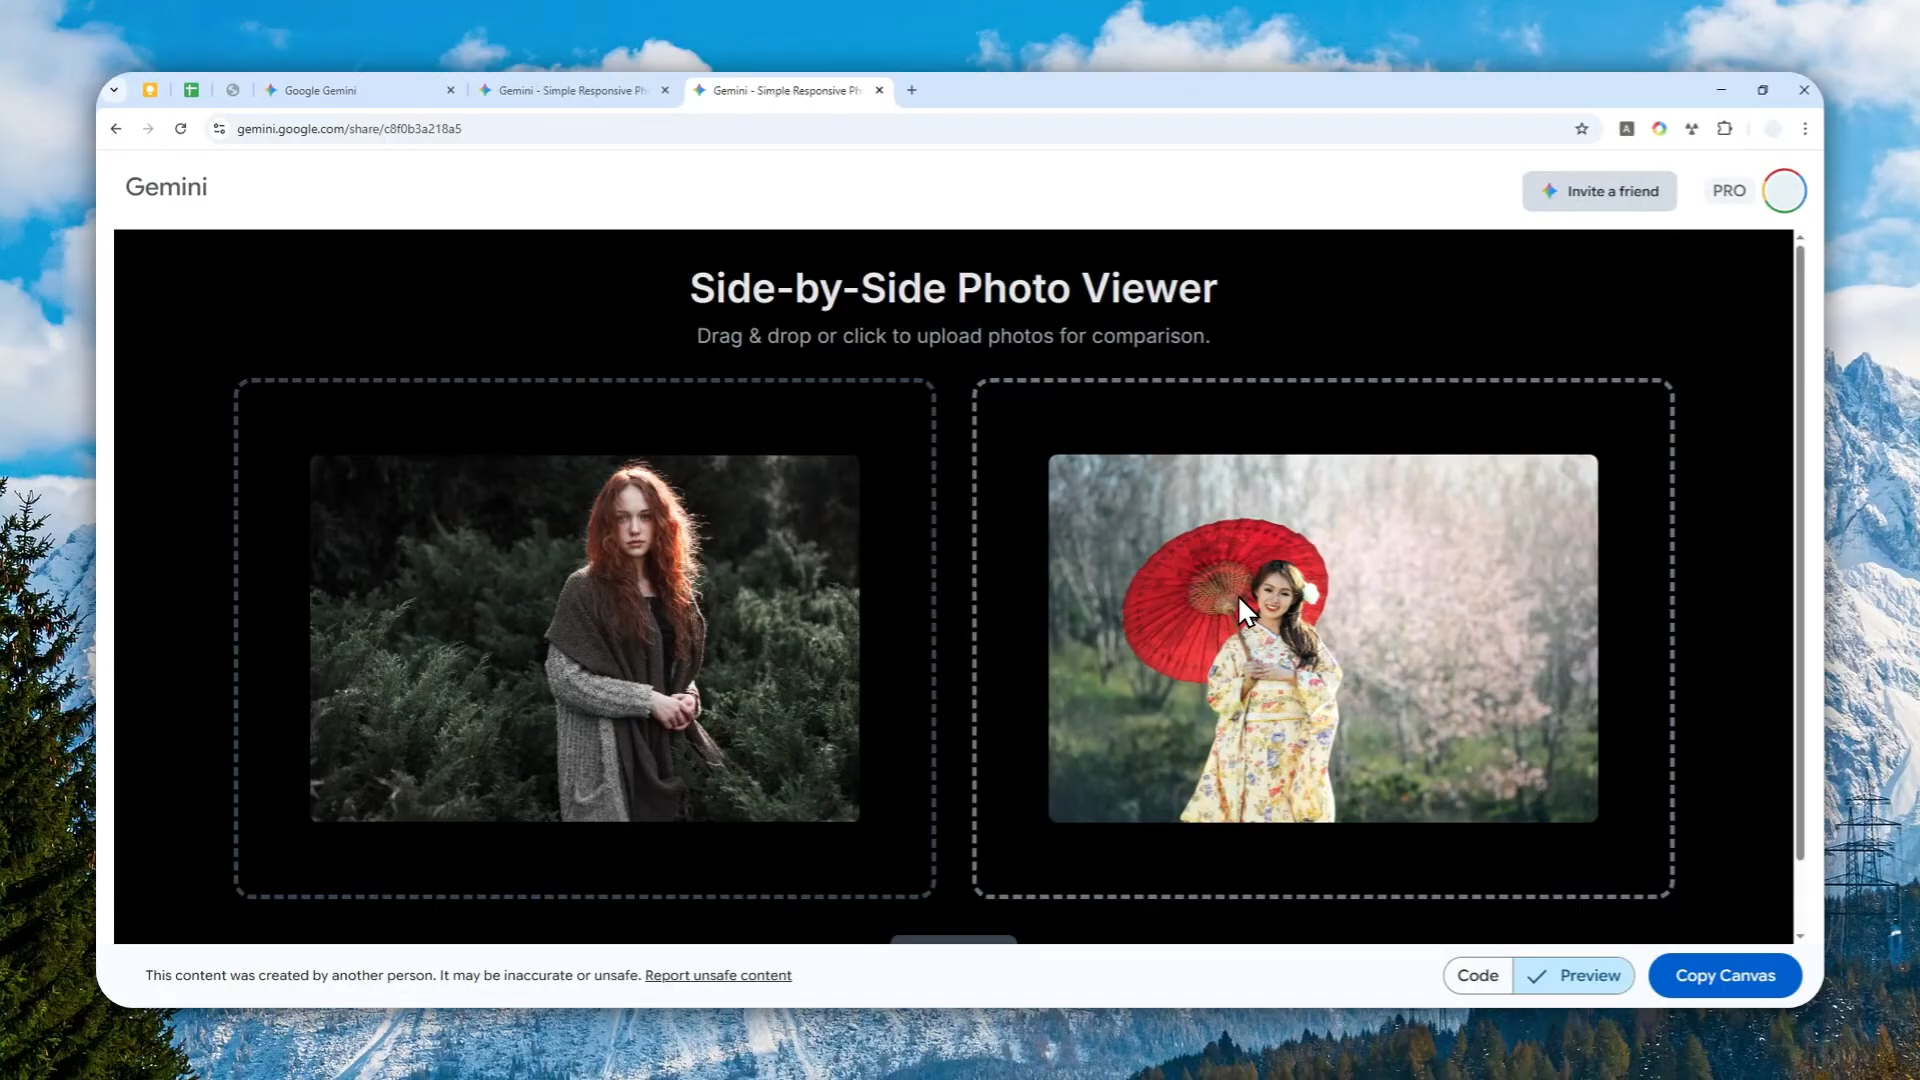 Google Gemini
Gemini - Simple Responsive Ph
Gemini - Simple Responsive Ph
gemini.google.com/share/c8f0b3a218a5
A
Gemini
Invite a friend
PRO
Side-by-Side Photo Viewer
Drag & drop or click to upload photos for comparison.
This content was created by another person. It may be inaccurate or unsafe. Report unsafe content
Code
Preview
Copy Canvas